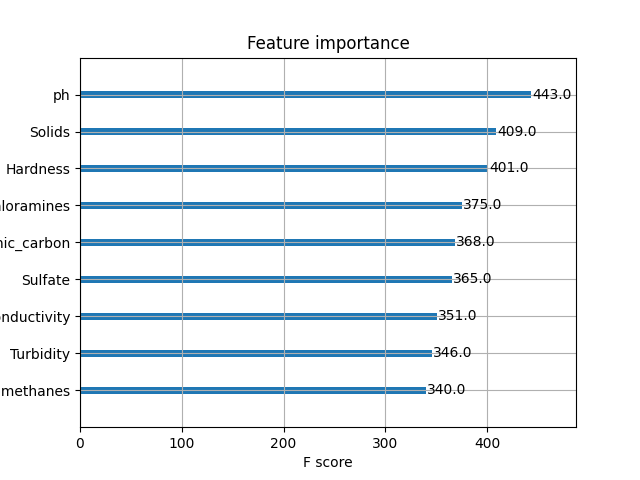 Feature importance
ph 443.0
Solids 409.0
Hardness 401.0
loramines 375.0
nic_carbon 368.0
Sulfate 365.0
onductivity 351.0
Turbidity 346.0
methanes 340.0
0 100 200 300 400
F score